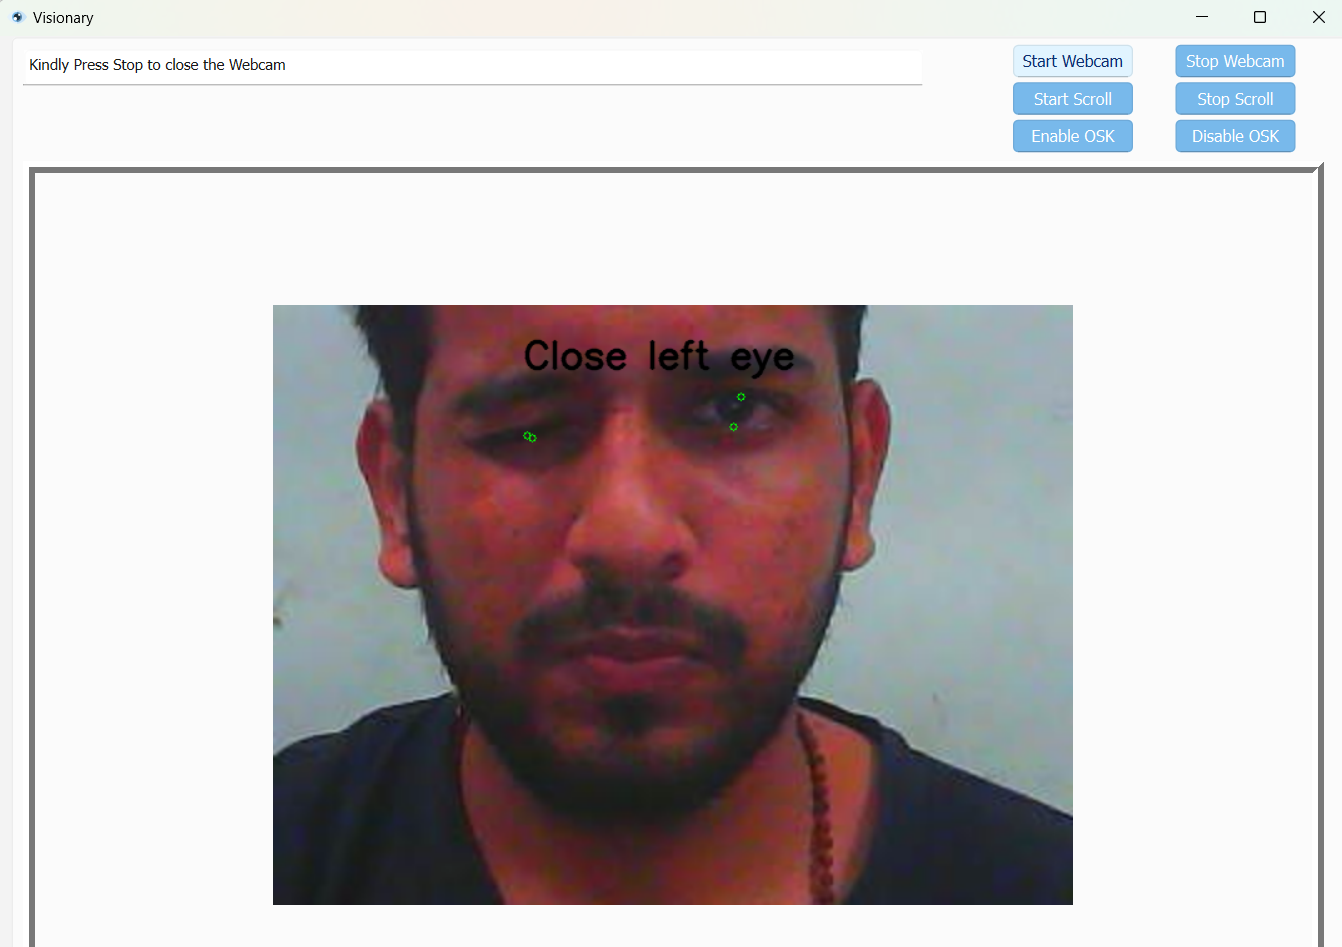 Visionary
Kindly Press Stop to close the Webcam
Start Webcam
Stop Webcam
Start Scroll
Stop Scroll
Enable OSK
Disable OSK
Close left eye